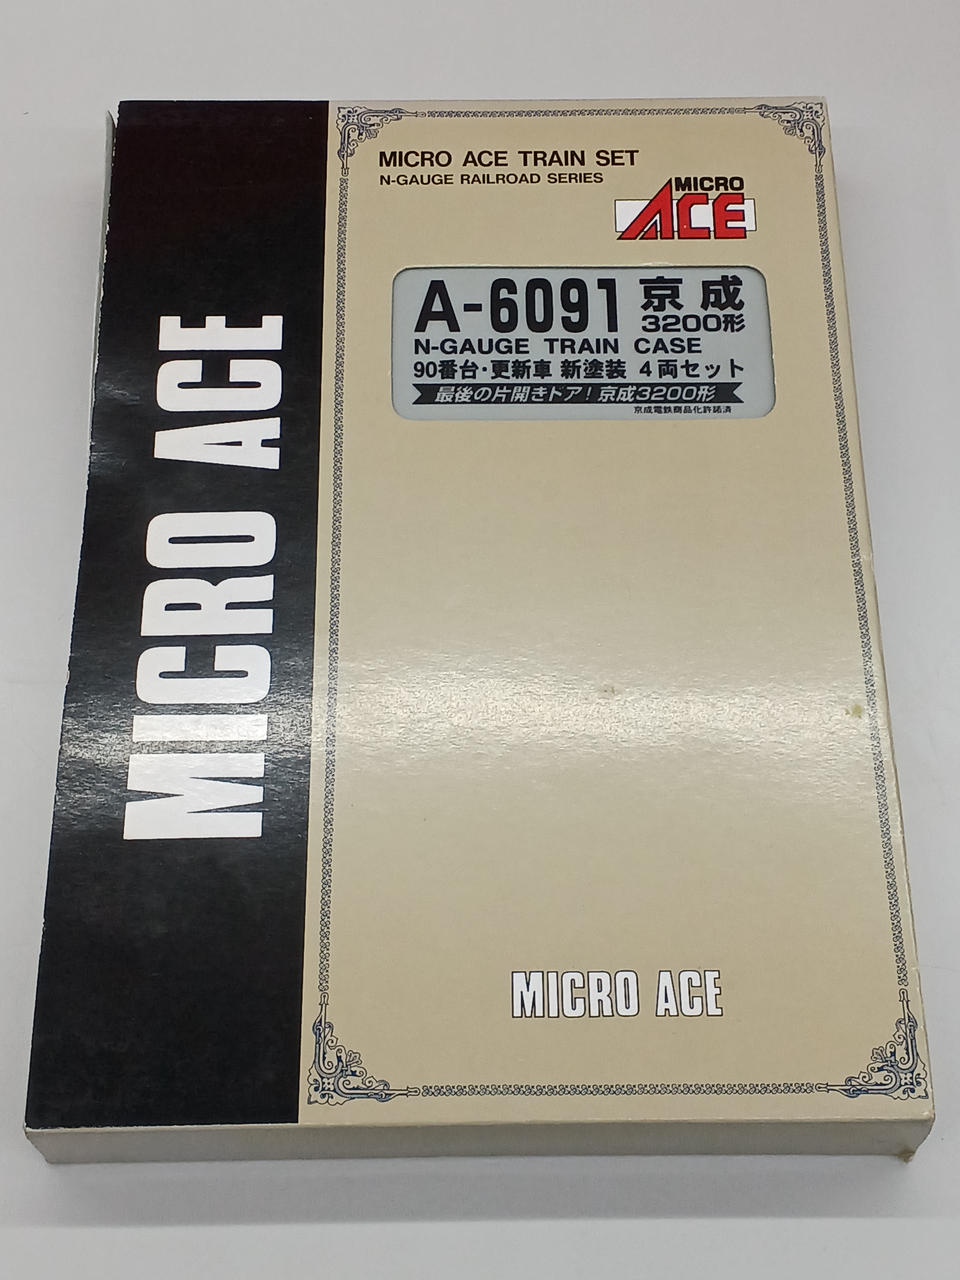 MICRO ACE
MICRO ACE TRAIN SET
N-GAUGE RAILROAD SERIES
MICRO
ACE
A-6091 京成
3200形
N-GAUGE TRAIN CASE
90番台・更新車 新塗装 4両セット
最後の片開きドア!京成3200形
京成電鉄商品化許諾済
MICRO ACE